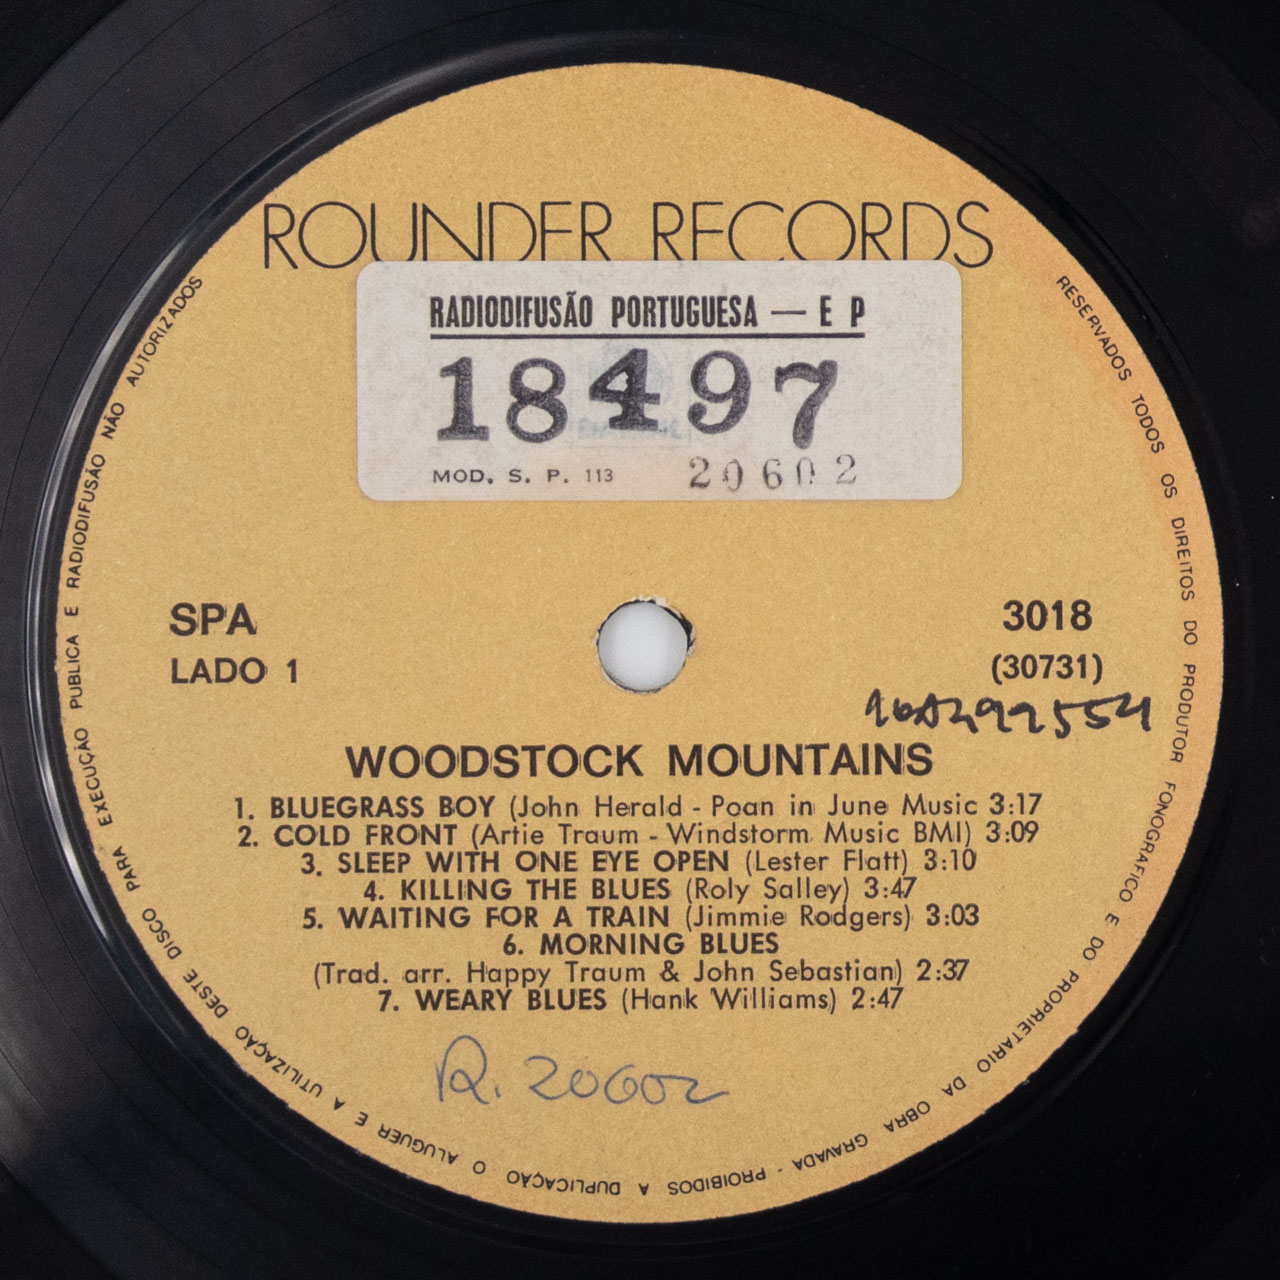 ROUNDER RECORDS
RADIODIFUSÃO PORTUGUESA — E P
18497
MOD. S. P. 113 20602
SPA 3018
LADO 1 (30731)
WOODSTOCK MOUNTAINS
1. BLUEGRASS BOY (John Herald - Poan in June Music 3:17
2. COLD FRONT (Artie Traum - Windstorm Music BMI) 3:09
3. SLEEP WITH ONE EYE OPEN (Lester Flatt) 3:10
4. KILLING THE BLUES (Roly Salley) 3:47
5. WAITING FOR A TRAIN (Jimmie Rodgers) 3:03
6. MORNING BLUES
(Trad. arr. Happy Traum & John Sebastian) 2:37
7. WEARY BLUES (Hank Williams) 2:47
R. 20602
RESERVADOS TODOS OS DIREITOS DO PRODUTOR FONOGRAFICO E DO PROPRIETARIO DA OBRA GRAVADA - PROIBIDOS A DUPLICAÇÃO O ALUGUER E A UTILIZAÇÃO DESTE DISCO PARA EXECUÇÃO PUBLICA E RADIODIFUSÃO NÃO AUTORIZADOS